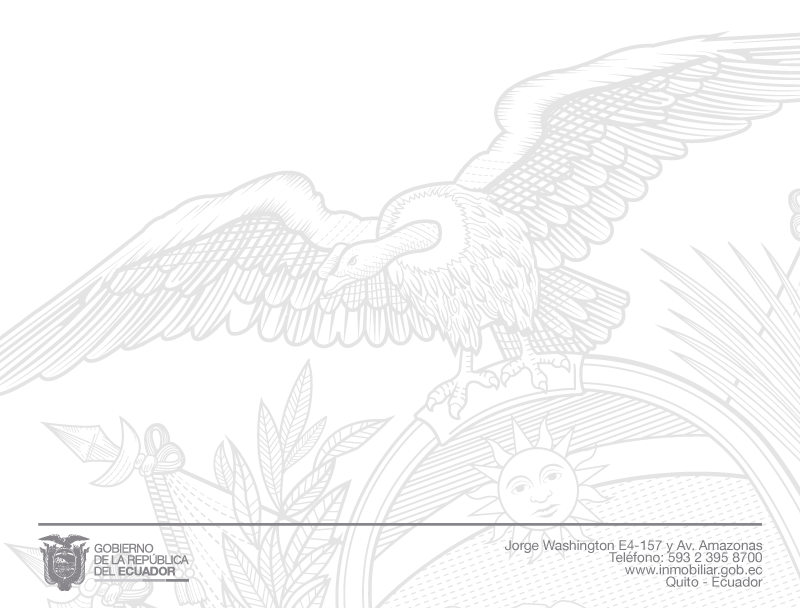 GOBIERNO
DE LA REPÚBLICA
DEL ECUADOR
Jorge Washington E4-157 y Av. Amazonas
Teléfono: 593 2 395 8700
www.inmobiliar.gob.ec
Quito - Ecuador